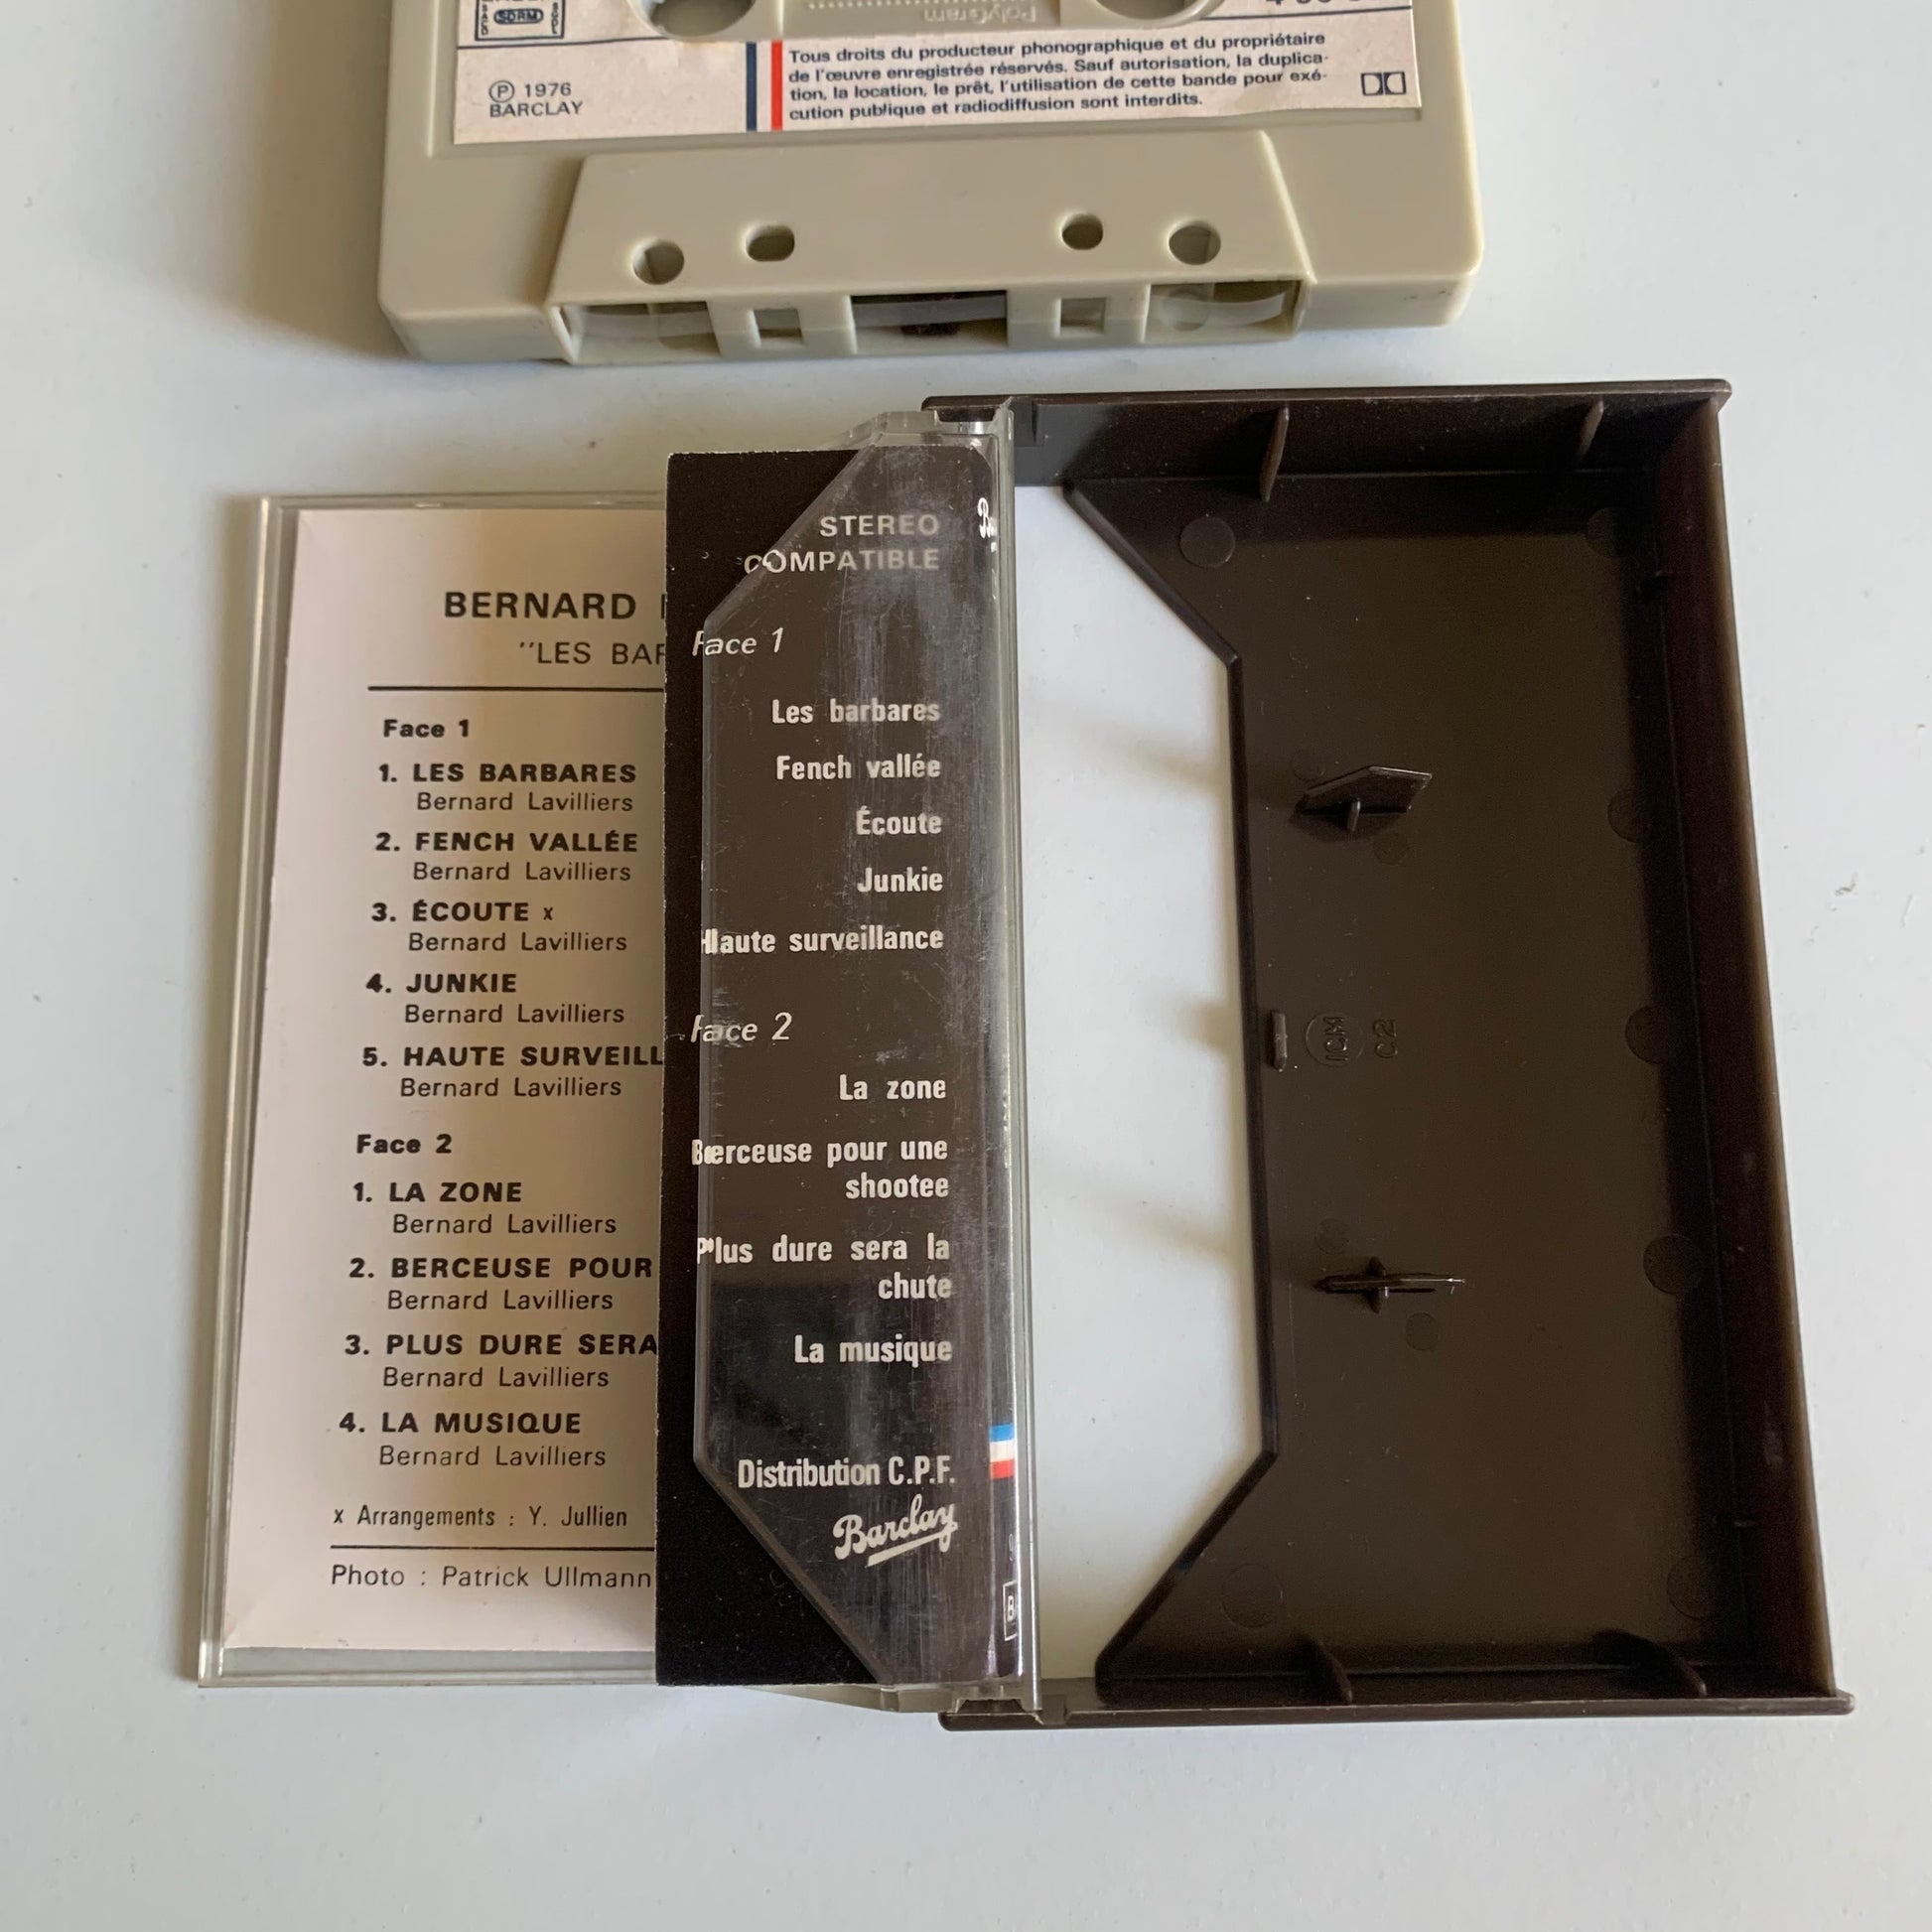 SDRM
PolyGram
Ⓟ 1976
BARCLAY
Tous droits du producteur phonographique et du propriétaire
de l'œuvre enregistrée réservés. Sauf autorisation, la duplica-
tion, la location, le prêt, l'utilisation de cette bande pour exé-
cution publique et radiodiffusion sont interdits.
BERNARD
"LES BAR
Face 1
1. LES BARBARES
Bernard Lavilliers
2. FENCH VALLÉE
Bernard Lavilliers
3. ÉCOUTE x
Bernard Lavilliers
4. JUNKIE
Bernard Lavilliers
5. HAUTE SURVEILL
Bernard Lavilliers
Face 2
1. LA ZONE
Bernard Lavilliers
2. BERCEUSE POUR
Bernard Lavilliers
3. PLUS DURE SERA
Bernard Lavilliers
4. LA MUSIQUE
Bernard Lavilliers
x Arrangements : Y. Jullien
Photo : Patrick Ullmann
STEREO
COMPATIBLE
Face 1
Les barbares
Fench vallée
Écoute
Junkie
Haute surveillance
Face 2
La zone
Berceuse pour une
shootee
Plus dure sera la
chute
La musique
Distribution C.P.F.
Barclay
ICM
C2